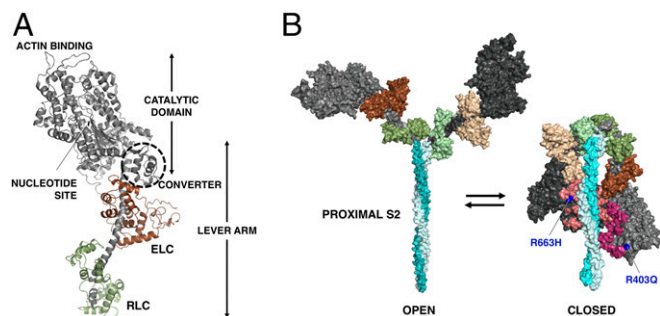 A
ACTIN BINDING
CATALYTIC
DOMAIN
NUCLEOTIDE
SITE
CONVERTER
LEVER ARM
ELC
RLC
B
PROXIMAL S2
R663H
R403Q
OPEN
CLOSED